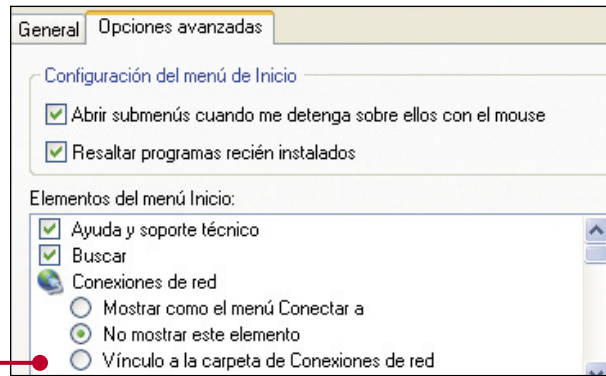 General
Opciones avanzadas
Configuración del menú de Inicio
Abrir submenús cuando me detenga sobre ellos con el mouse
Resaltar programas recién instalados
Elementos del menú Inicio:
Ayuda y soporte técnico
Buscar
Conexiones de red
Mostrar como el menú Conectar a
No mostrar este elemento
Vínculo a la carpeta de Conexiones de red